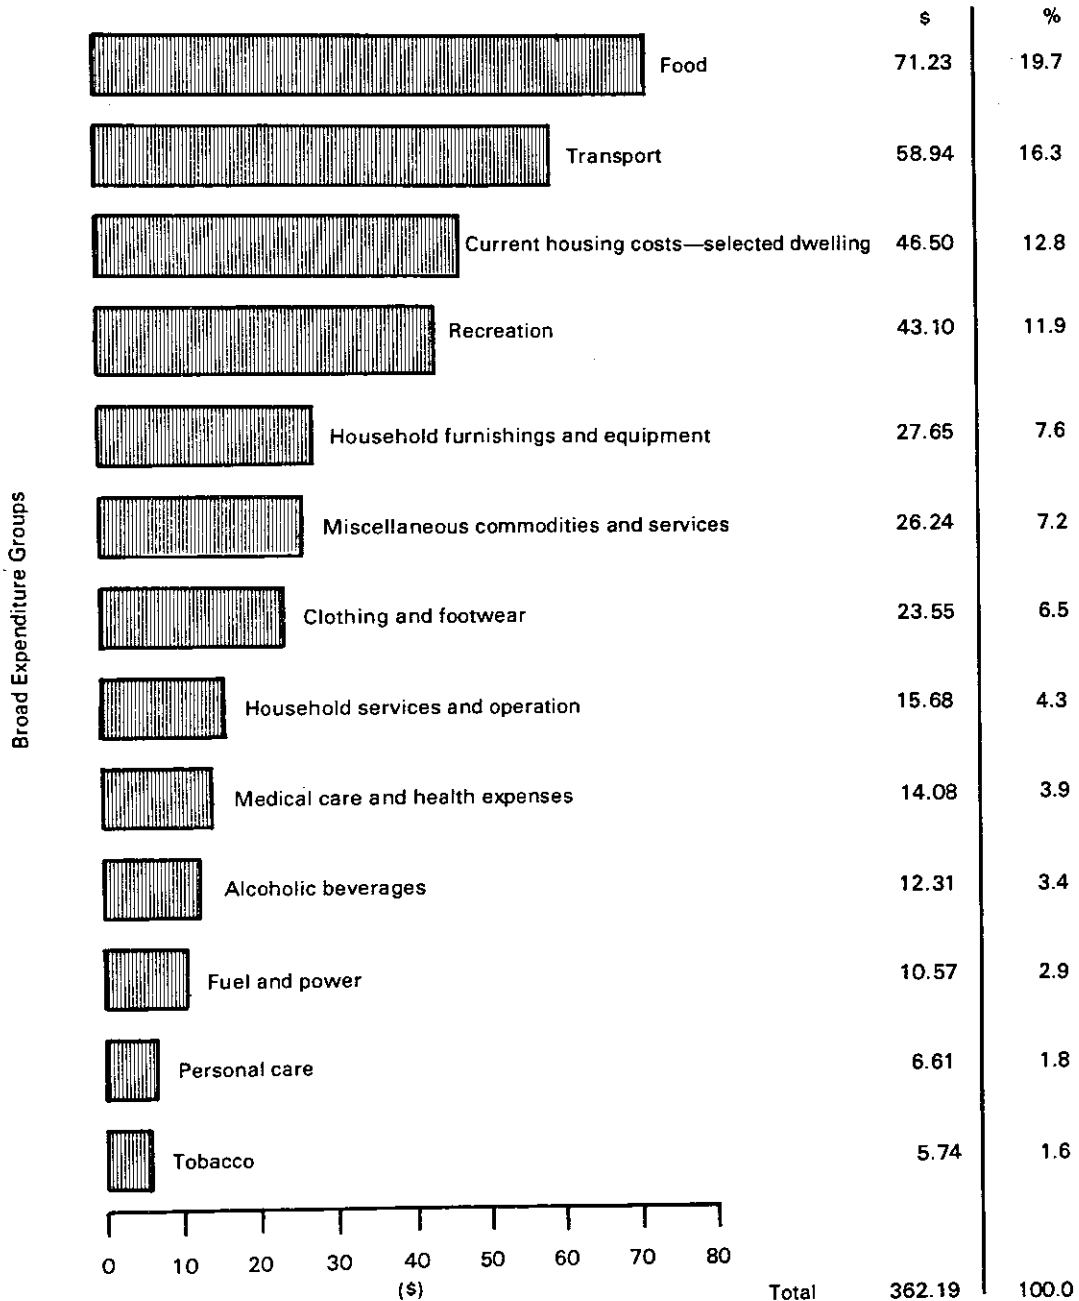 $ %
Food 71.23 19.7
Transport 58.94 16.3
Current housing costs—selected dwelling 46.50 12.8
Recreation 43.10 11.9
Household furnishings and equipment 27.65 7.6
Miscellaneous commodities and services 26.24 7.2
Clothing and footwear 23.55 6.5
Household services and operation 15.68 4.3
Medical care and health expenses 14.08 3.9
Alcoholic beverages 12.31 3.4
Fuel and power 10.57 2.9
Personal care 6.61 1.8
Tobacco 5.74 1.6
Broad Expenditure Groups
0 10 20 30 40 50 60 70 80
($)
Total 362.19 100.0